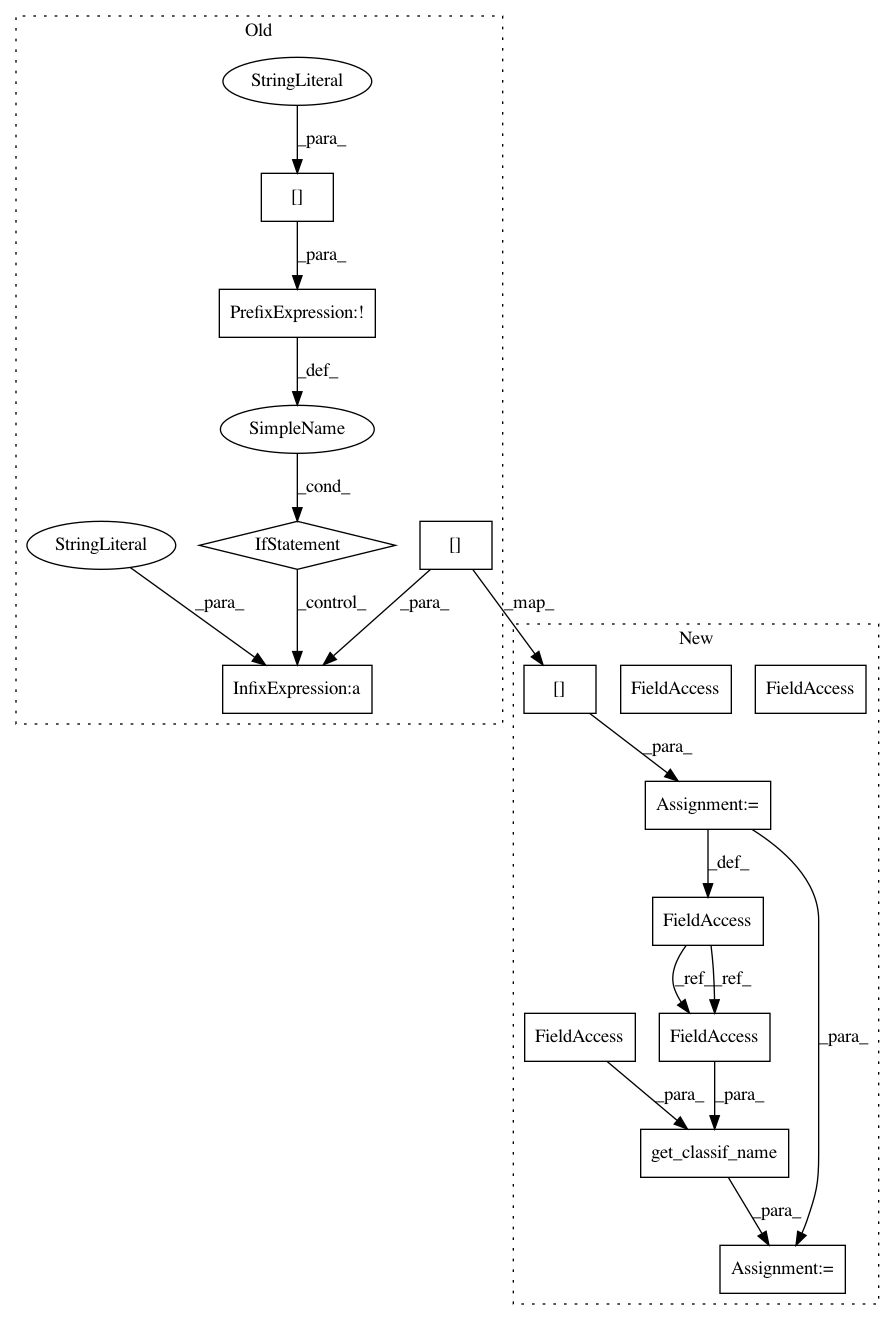 Old
StringLiteral
_para_
[]
_para_
PrefixExpression:!
_def_
SimpleName
_cond_
StringLiteral
IfStatement
[]
_para_
_control_
_para_
_map_
InfixExpression:a
New
[]
FieldAccess
FieldAccess
_para_
Assignment:=
_def_
FieldAccess
_ref_
_ref_
FieldAccess
FieldAccess
_para_
_para_
_para_
get_classif_name
_para_
Assignment:=